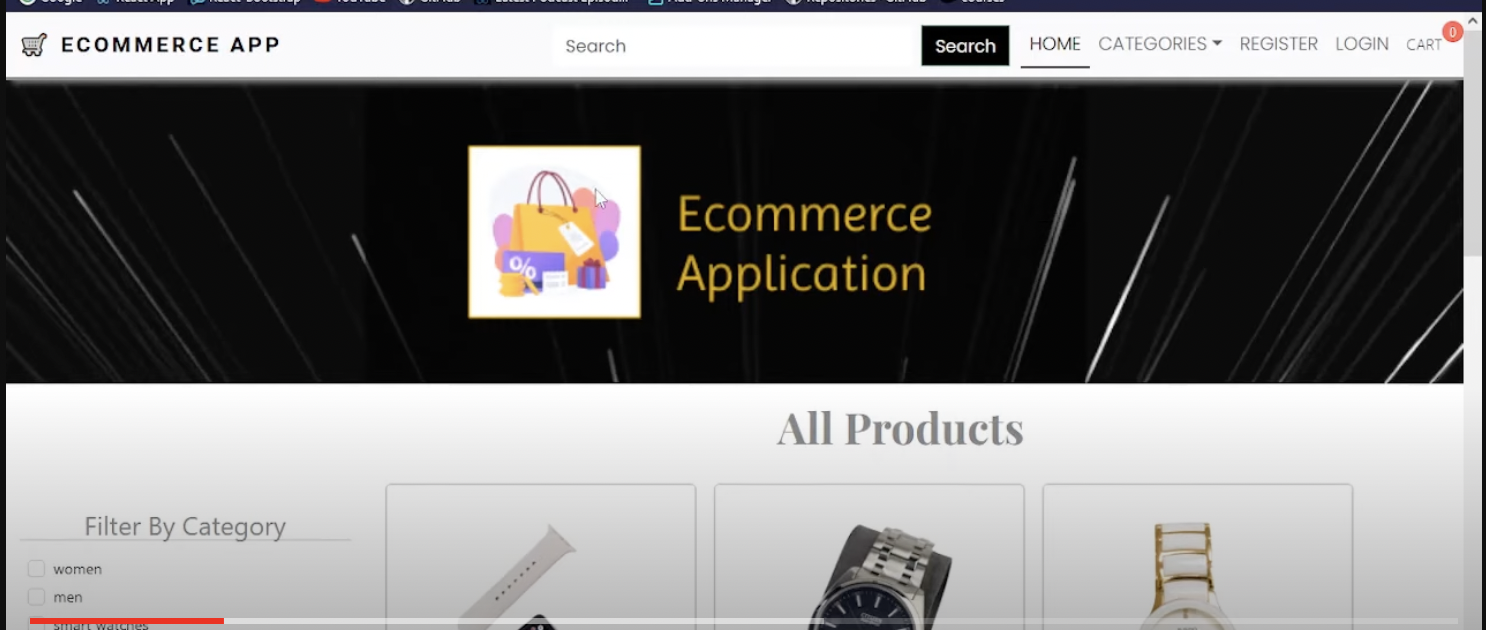 ECOMMERCE APP
Search
Search
HOME
CATEGORIES
REGISTER
LOGIN
CART
0
%
Ecommerce
Application
All Products
Filter By Category
women
men
smart watches